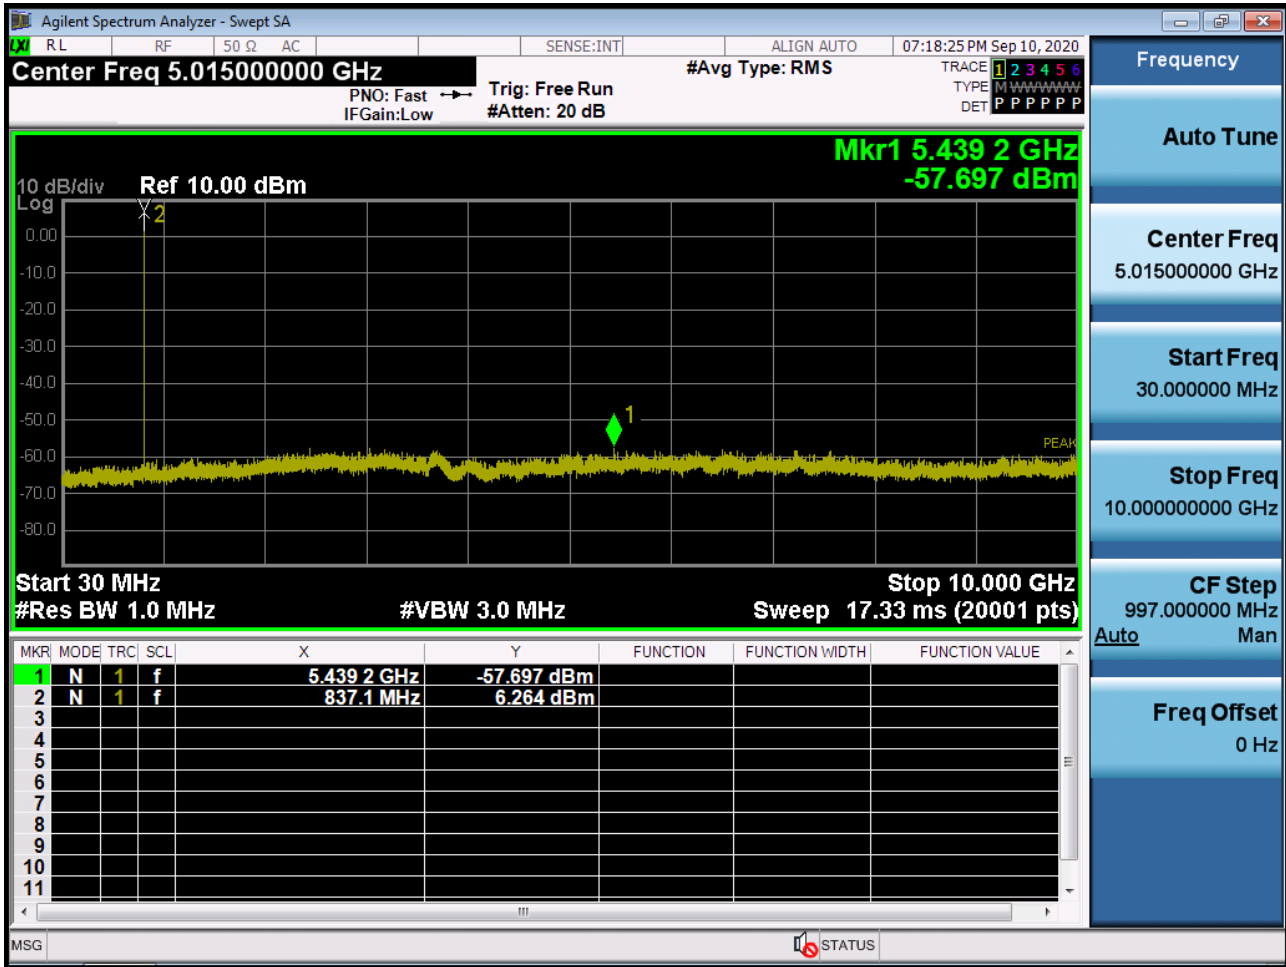 Agilent Spectrum Analyzer - Swept SA
LXI RL RF 50 Ω AC SENSE:INT ALIGN AUTO 07:18:25 PM Sep 10, 2020
Center Freq 5.015000000 GHz
PNO: Fast
IFGain:Low
Trig: Free Run
#Atten: 20 dB
#Avg Type: RMS
TRACE 1 2 3 4 5 6
TYPE M W W W W W
DET P P P P P P
Mkr1 5.439 2 GHz
-57.697 dBm
10 dB/div Ref 10.00 dBm
Log
2
0.00
-10.0
-20.0
-30.0
-40.0
-50.0
1
PEAK
-60.0
-70.0
-80.0
Start 30 MHz Stop 10.000 GHz
#Res BW 1.0 MHz #VBW 3.0 MHz Sweep 17.33 ms (20001 pts)
MKR MODE TRC SCL X Y FUNCTION FUNCTION WIDTH FUNCTION VALUE
1 N 1 f 5.439 2 GHz -57.697 dBm
2 N 1 f 837.1 MHz 6.264 dBm
3
4
5
6
7
8
9
10
11
MSG STATUS
Frequency
Auto Tune
Center Freq
5.015000000 GHz
Start Freq
30.000000 MHz
Stop Freq
10.000000000 GHz
CF Step
997.000000 MHz
Auto Man
Freq Offset
0 Hz